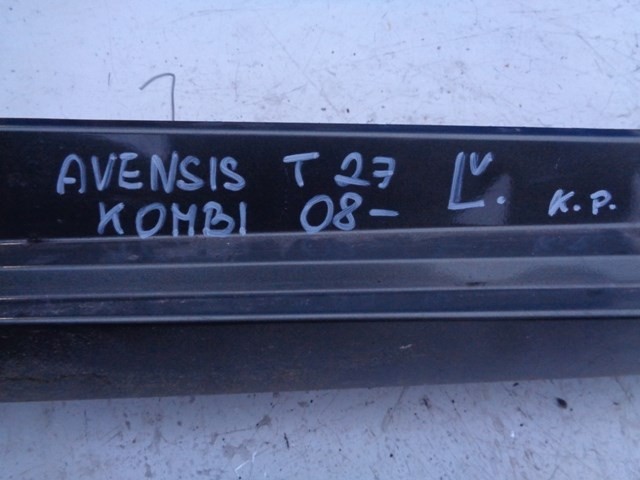 AVENSIS T 27 Lv. K.P.
KOMBI 08-